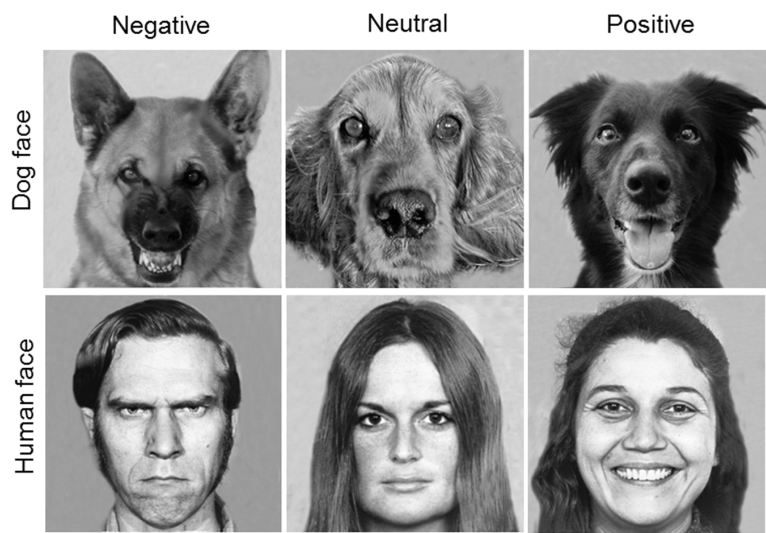 Negative
Neutral
Positive
Dog face
Human face